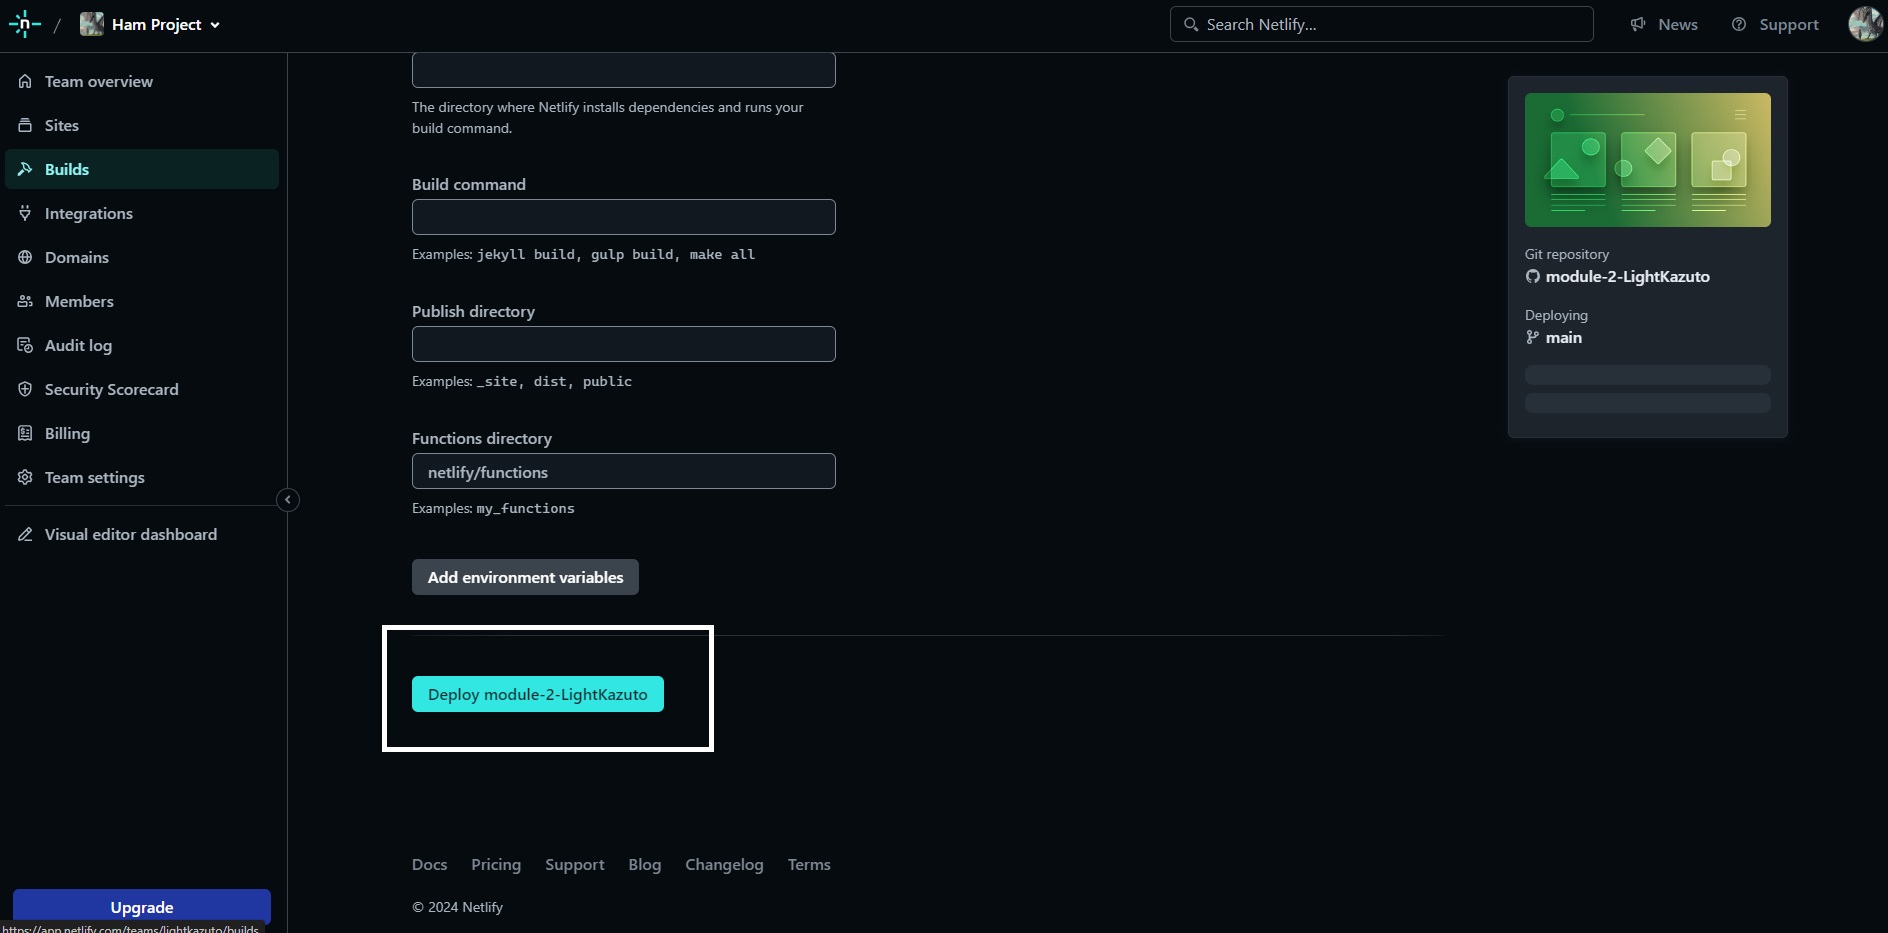 / Ham Project
Search Netlify...
News
Support
Team overview
Sites
Builds
Integrations
Domains
Members
Audit log
Security Scorecard
Billing
Team settings
Visual editor dashboard
Upgrade
https://app.netlify.com/teams/lightkazuto/builds
The directory where Netlify installs dependencies and runs your
build command.
Build command
Examples: jekyll build, gulp build, make all
Publish directory
Examples: _site, dist, public
Functions directory
netlify/functions
Examples: my_functions
Add environment variables
Deploy module-2-LightKazuto
Git repository
module-2-LightKazuto
Deploying
main
Docs Pricing Support Blog Changelog Terms
© 2024 Netlify